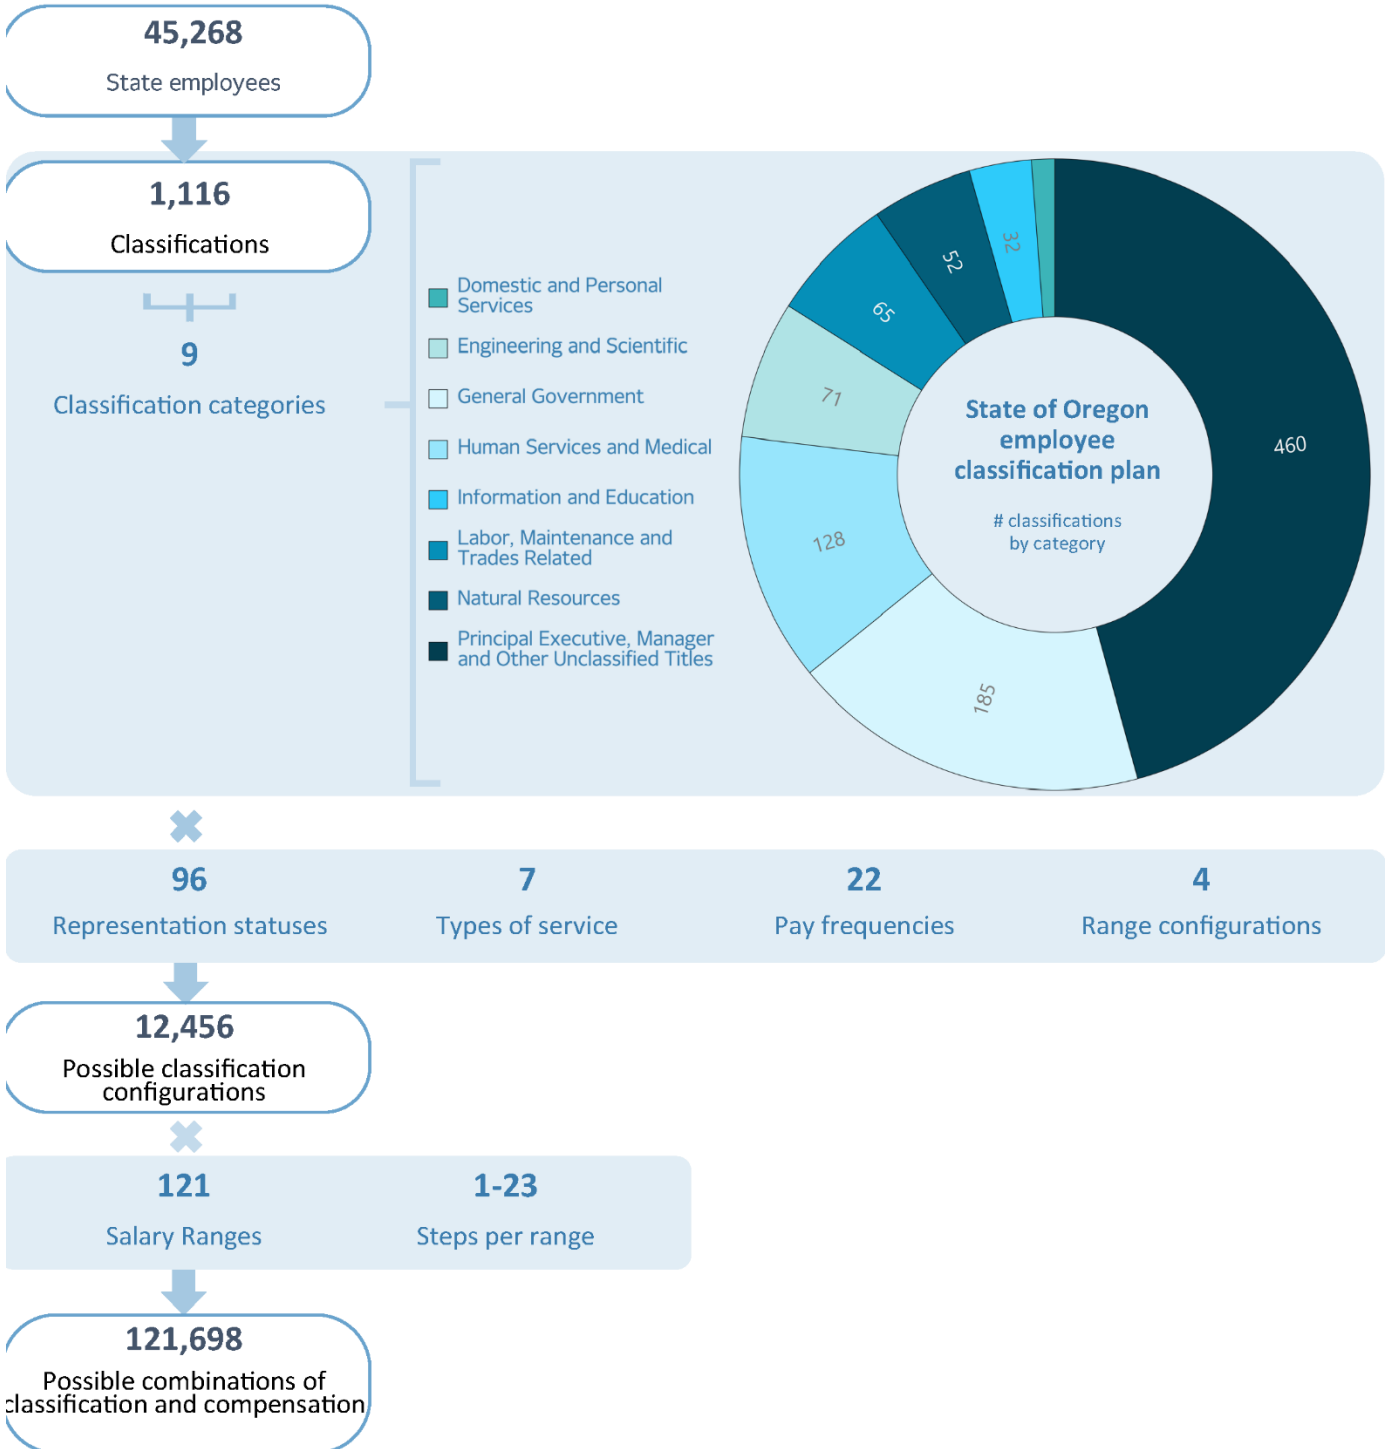 45,268
State employees
1,116
Classifications
9
Classification categories
Domestic and Personal
Services
Engineering and Scientific
General Government
Human Services and Medical
Information and Education
Labor, Maintenance and
Trades Related
Natural Resources
Principal Executive, Manager
and Other Unclassified Titles
32
52
65
71
128
185
460
State of Oregon
employee
classification plan
# classifications
by category
96
Representation statuses
7
Types of service
22
Pay frequencies
4
Range configurations
12,456
Possible classification
configurations
121
Salary Ranges
1-23
Steps per range
121,698
Possible combinations of
classification and compensation